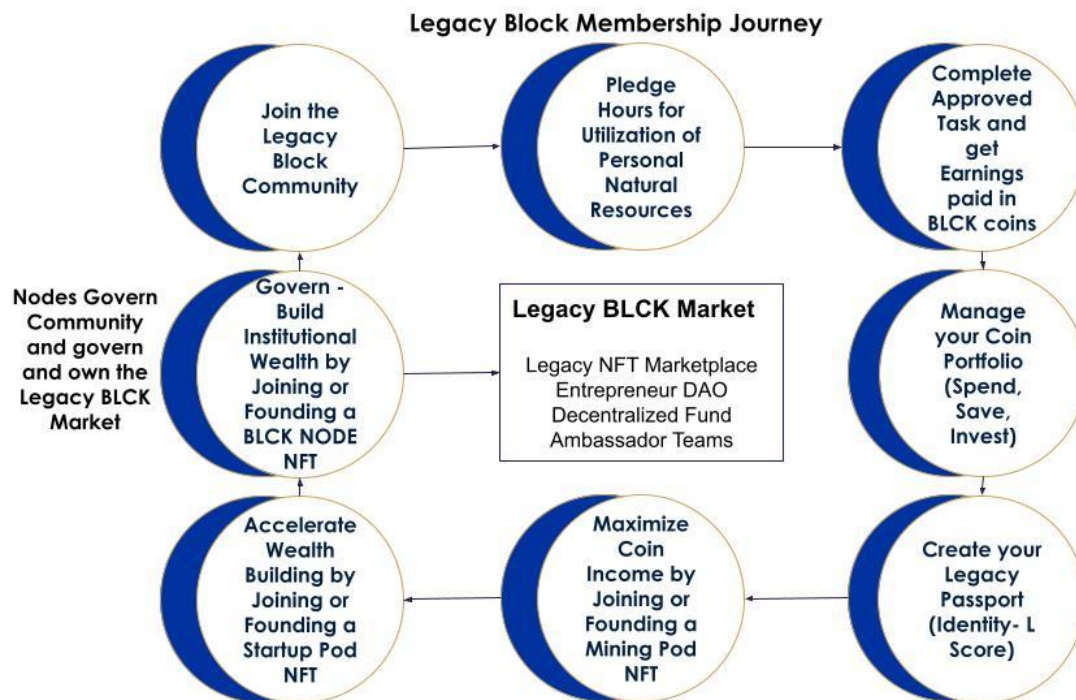 Legacy Block Membership Journey
Join the
Legacy
Block
Community
Pledge
Hours for
Utilization of
Personal
Natural
Resources
Complete
Approved
Task and
get
Earnings
paid in
BLCK coins
Manage
your Coin
Portfolio
(Spend,
Save,
Invest)
Create your
Legacy
Passport
(Identity- L
Score)
Maximize
Coin
Income by
Joining or
Founding a
Mining Pod
NFT
Accelerate
Wealth
Building by
Joining or
Founding a
Startup Pod
NFT
Govern -
Build
Institutional
Wealth by
Joining or
Founding a
BLCK NODE
NFT
Nodes Govern
Community
and govern
and own the
Legacy BLCK
Market
Legacy BLCK Market
Legacy NFT Marketplace
Entrepreneur DAO
Decentralized Fund
Ambassador Teams